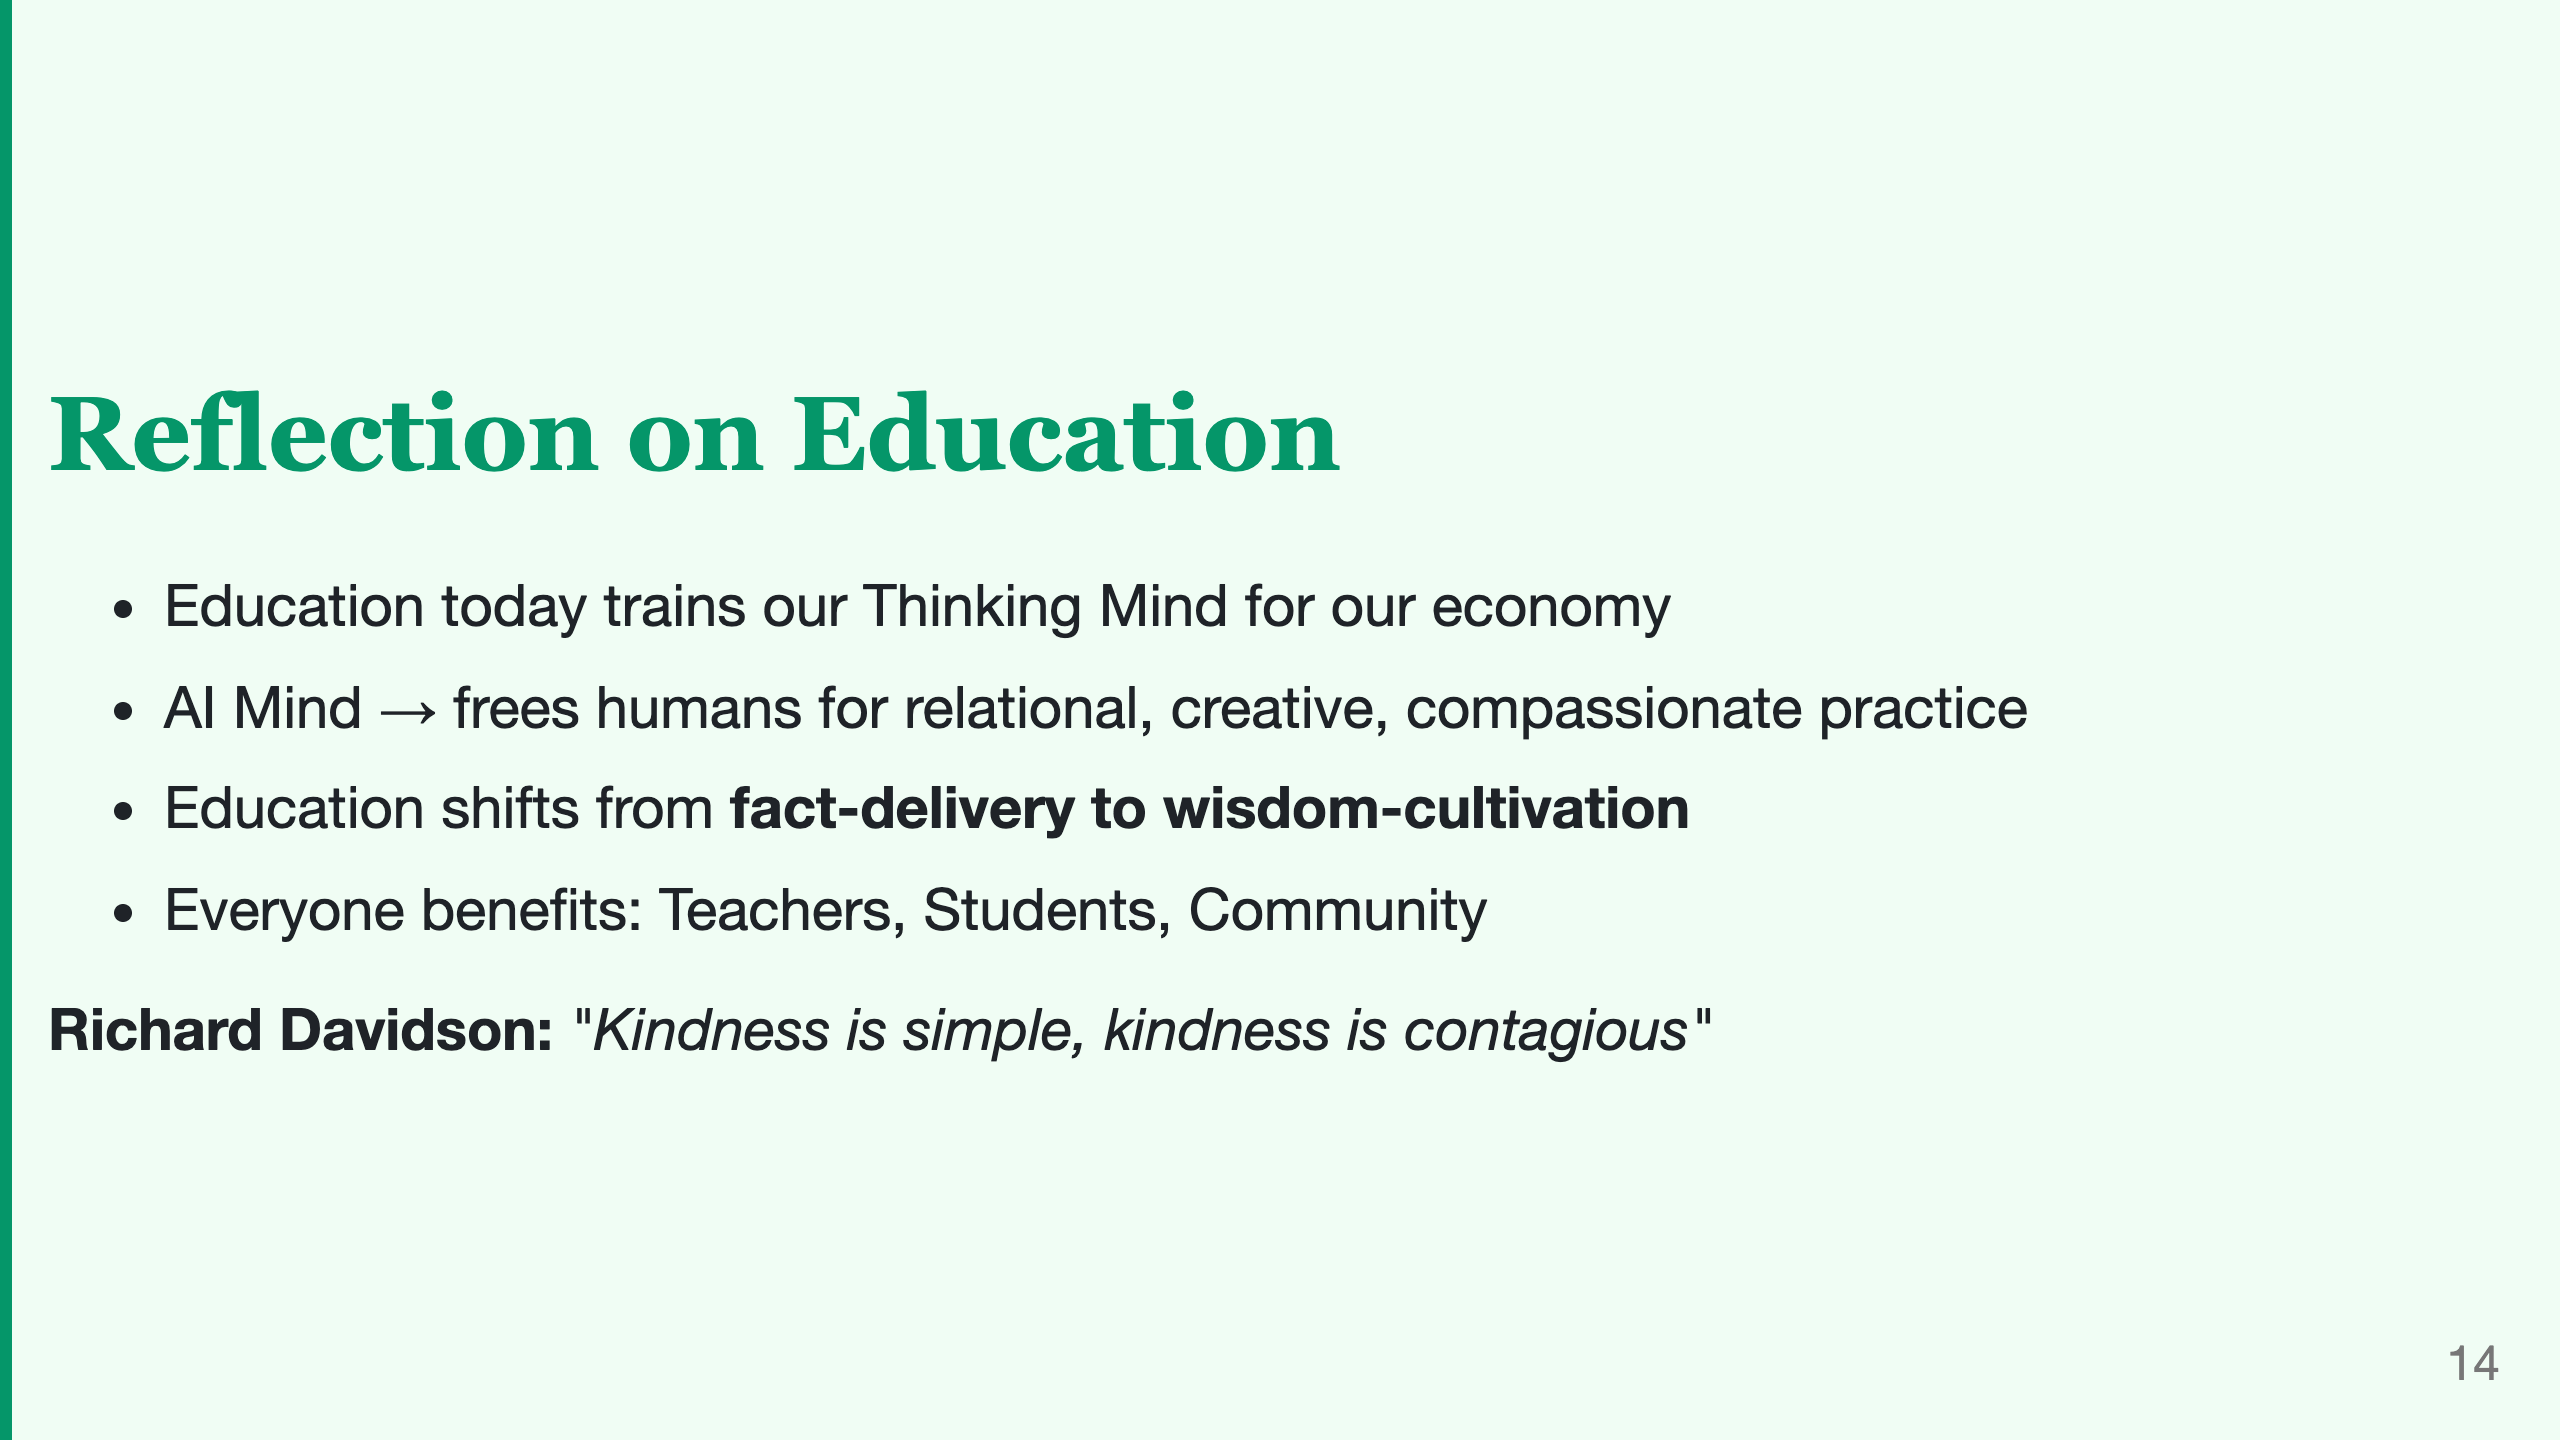 Reflection on Education
• Education today trains our Thinking Mind for our economy
• AI Mind → frees humans for relational, creative, compassionate practice
• Education shifts from fact-delivery to wisdom-cultivation
• Everyone benefits: Teachers, Students, Community
Richard Davidson: "Kindness is simple, kindness is contagious"
14